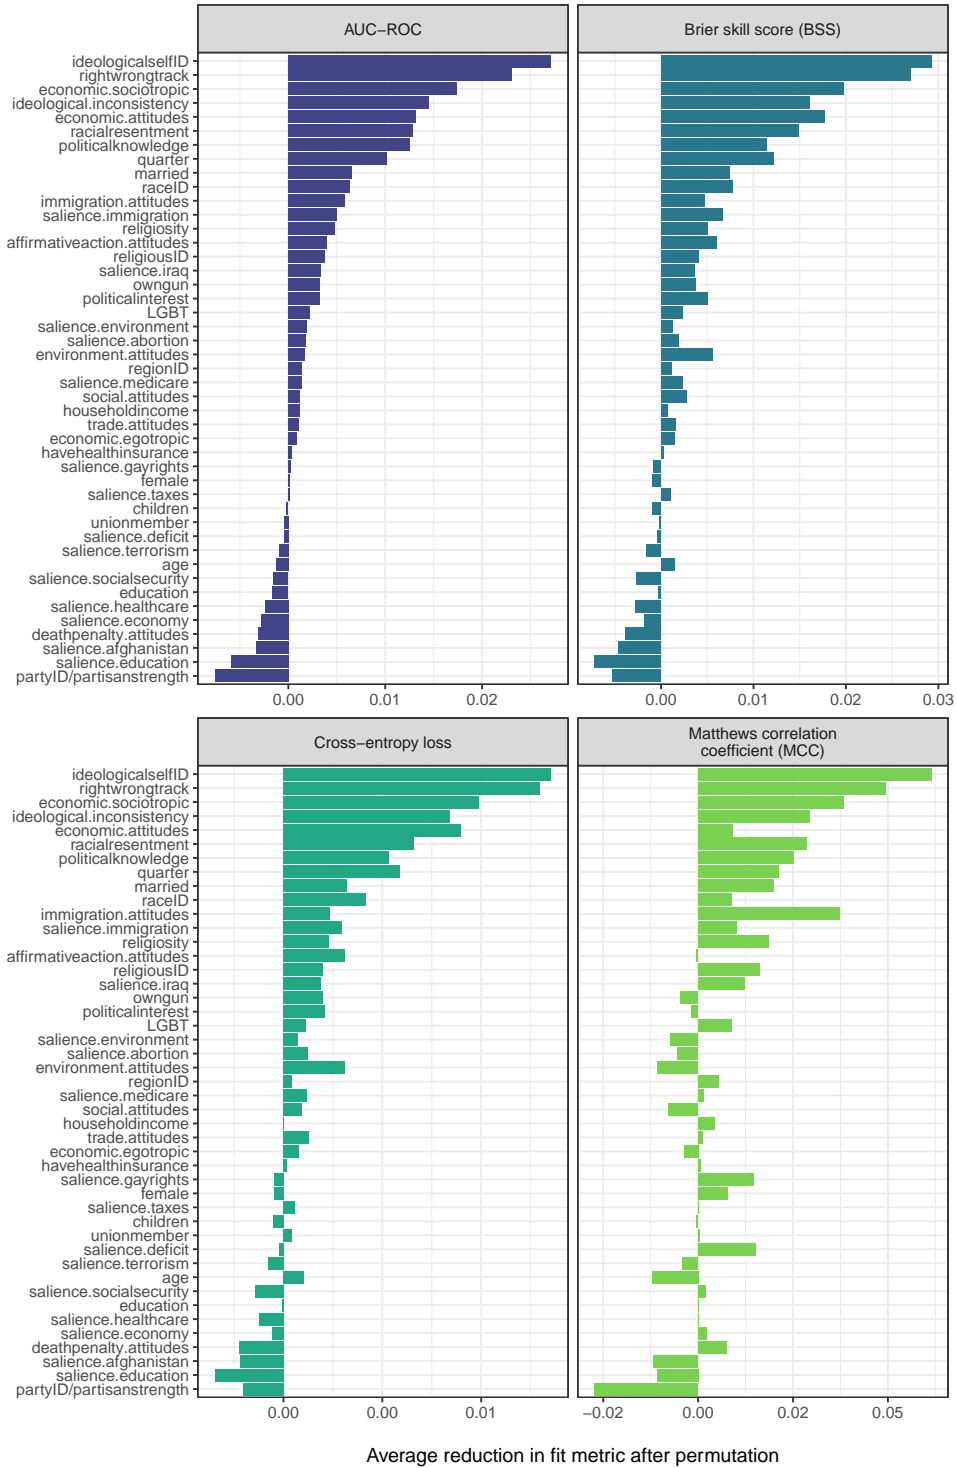 AUC−ROC
Brier skill score (BSS)
ideologicalselfID
rightwrongtrack
economic.sociotropic
ideological.inconsistency
economic.attitudes
racialresentment
politicalknowledge
quarter
married
raceID
immigration.attitudes
salience.immigration
religiosity
affirmativeaction.attitudes
religiousID
salience.iraq
owngun
politicalinterest
LGBT
salience.environment
salience.abortion
environment.attitudes
regionID
salience.medicare
social.attitudes
householdincome
trade.attitudes
economic.egotropic
havehealthinsurance
salience.gayrights
female
salience.taxes
children
unionmember
salience.deficit
salience.terrorism
age
salience.socialsecurity
education
salience.healthcare
salience.economy
deathpenalty.attitudes
salience.afghanistan
salience.education
partyID/partisanstrength
0.00 0.01 0.02
0.00 0.01 0.02 0.03
Cross−entropy loss
Matthews correlation
coefficient (MCC)
ideologicalselfID
rightwrongtrack
economic.sociotropic
ideological.inconsistency
economic.attitudes
racialresentment
politicalknowledge
quarter
married
raceID
immigration.attitudes
salience.immigration
religiosity
affirmativeaction.attitudes
religiousID
salience.iraq
owngun
politicalinterest
LGBT
salience.environment
salience.abortion
environment.attitudes
regionID
salience.medicare
social.attitudes
householdincome
trade.attitudes
economic.egotropic
havehealthinsurance
salience.gayrights
female
salience.taxes
children
unionmember
salience.deficit
salience.terrorism
age
salience.socialsecurity
education
salience.healthcare
salience.economy
deathpenalty.attitudes
salience.afghanistan
salience.education
partyID/partisanstrength
0.00 0.00 0.01
−0.02 0.00 0.02 0.05
Average reduction in fit metric after permutation